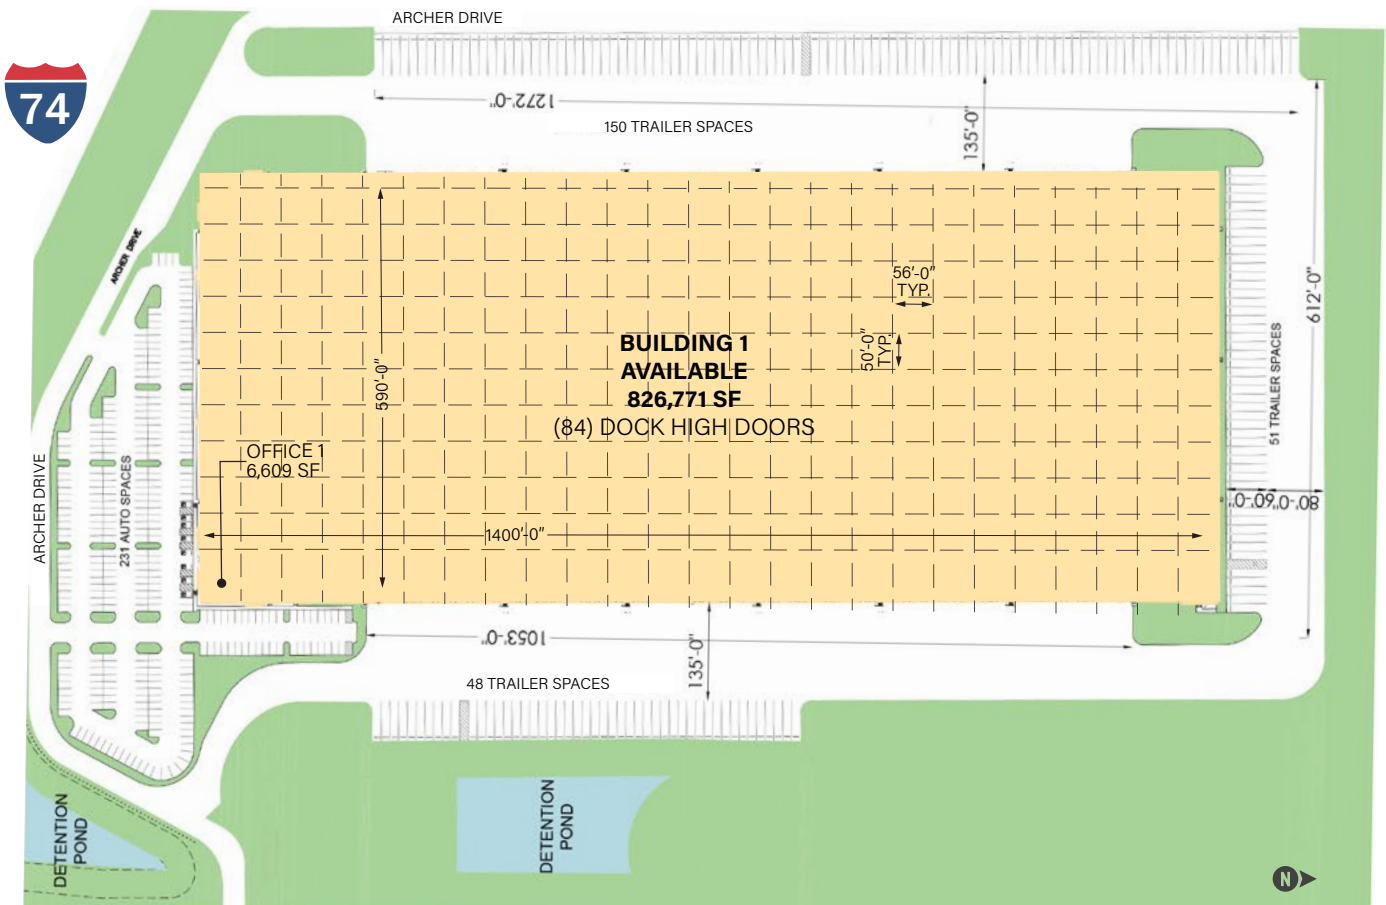 ARCHER DRIVE
74
1272'-0"
150 TRAILER SPACES
135'-0"
ARCHER DRIVE
56'-0"
TYP.
612'-0"
50'-0"
TYP.
BUILDING 1
AVAILABLE
826,771 SF
(84) DOCK HIGH DOORS
590'-0"
51 TRAILER SPACES
OFFICE 1
6,609 SF
ARCHER DRIVE
231 AUTO SPACES
60'-0"
80'-0"
1400'-0"
1053'-0"
135'-0"
48 TRAILER SPACES
DETENTION
POND
DETENTION
POND
N